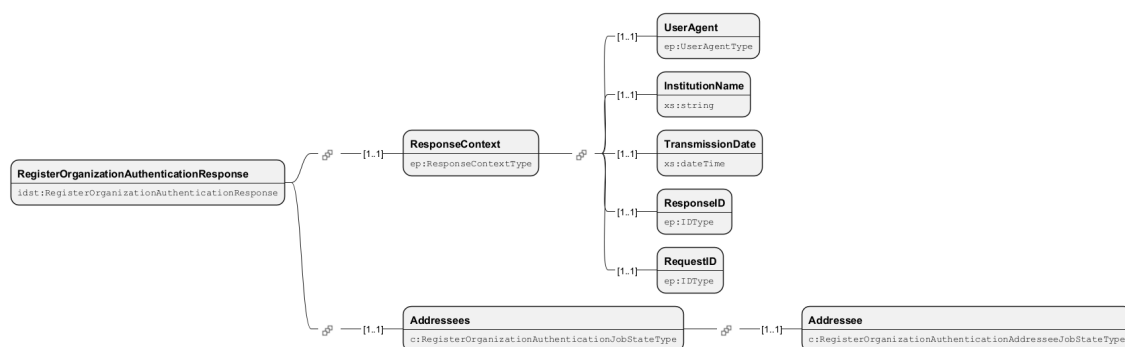 UserAgent
[1..1]
ep:UserAgentType
InstitutionName
[1..1]
xs:string
ResponseContext
[1..1]
ep:ResponseContextType
TransmissionDate
[1..1]
xs:dateTime
RegisterOrganizationAuthenticationResponse
idst:RegisterOrganizationAuthenticationResponse
ResponseID
[1..1]
ep:IDType
RequestID
[1..1]
ep:IDType
Addressees
[1..1]
c:RegisterOrganizationAuthenticationJobStateType
Addressee
[1..1]
c:RegisterOrganizationAuthenticationAddresseeJobStateType